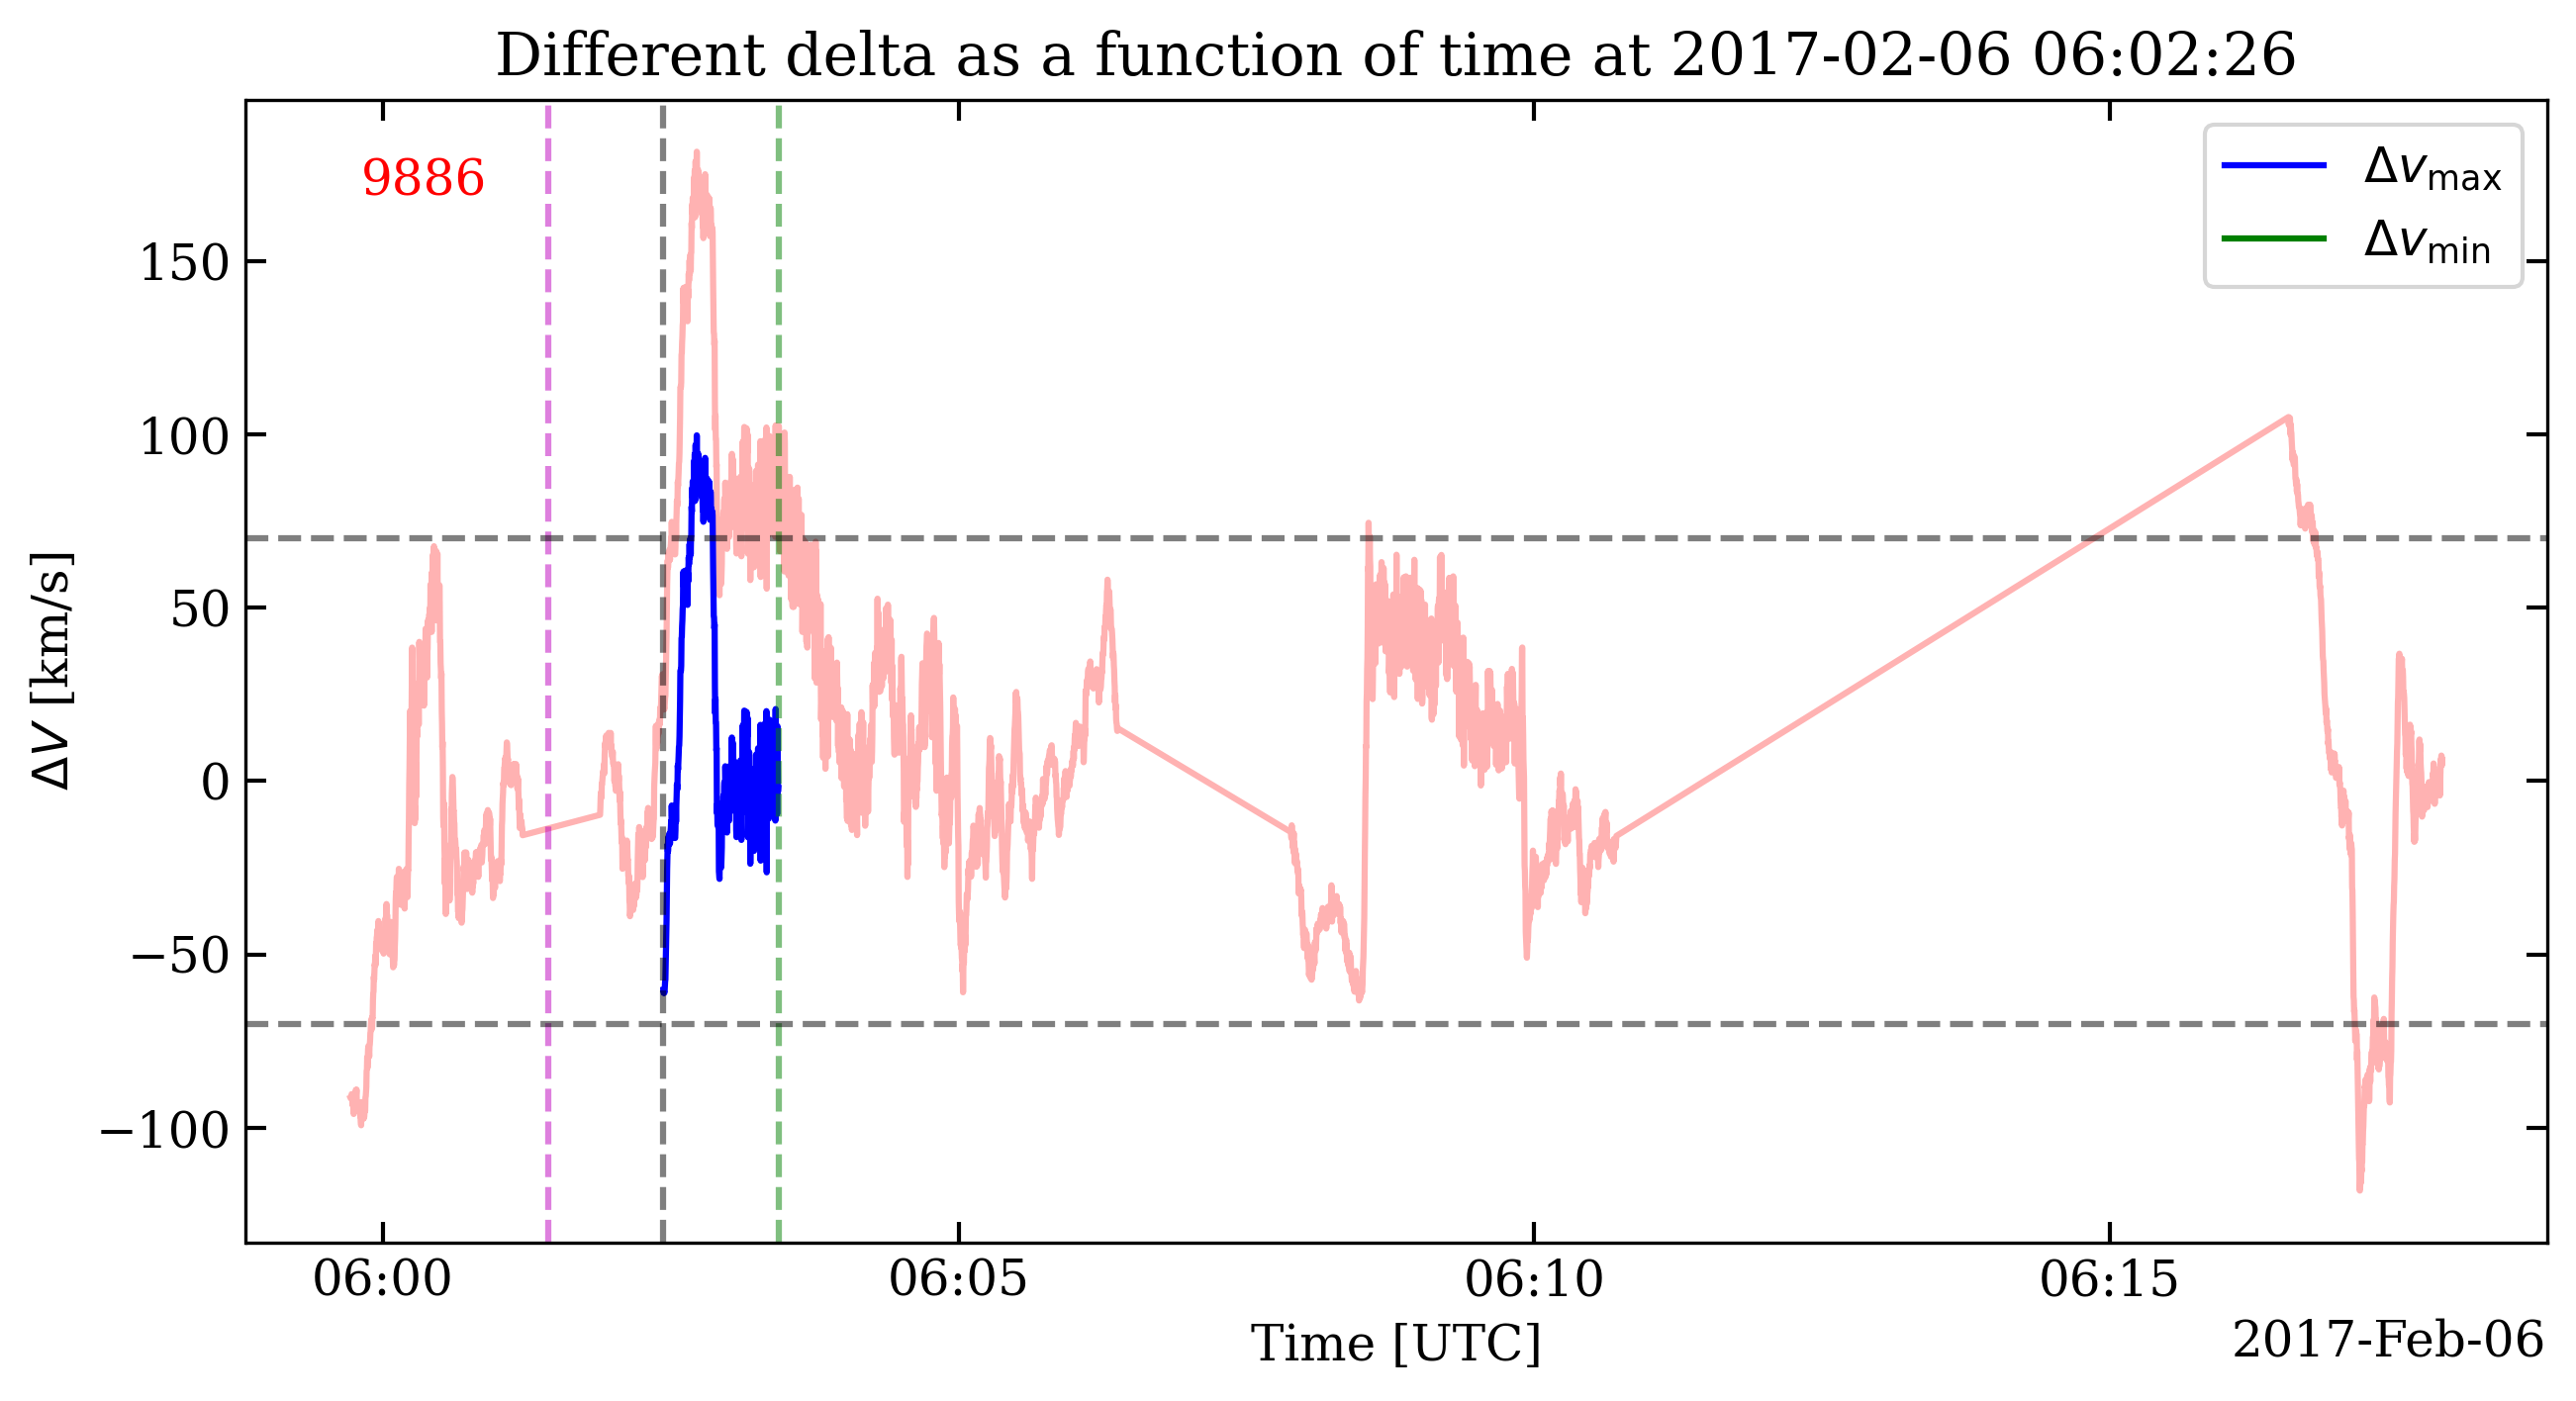 Different delta as a function of time at 2017-02-06 06:02:26
9886
Δv_max
Δv_min
150
100
50
0
−50
−100
ΔV [km/s]
06:00
06:05
06:10
06:15
Time [UTC]
2017-Feb-06